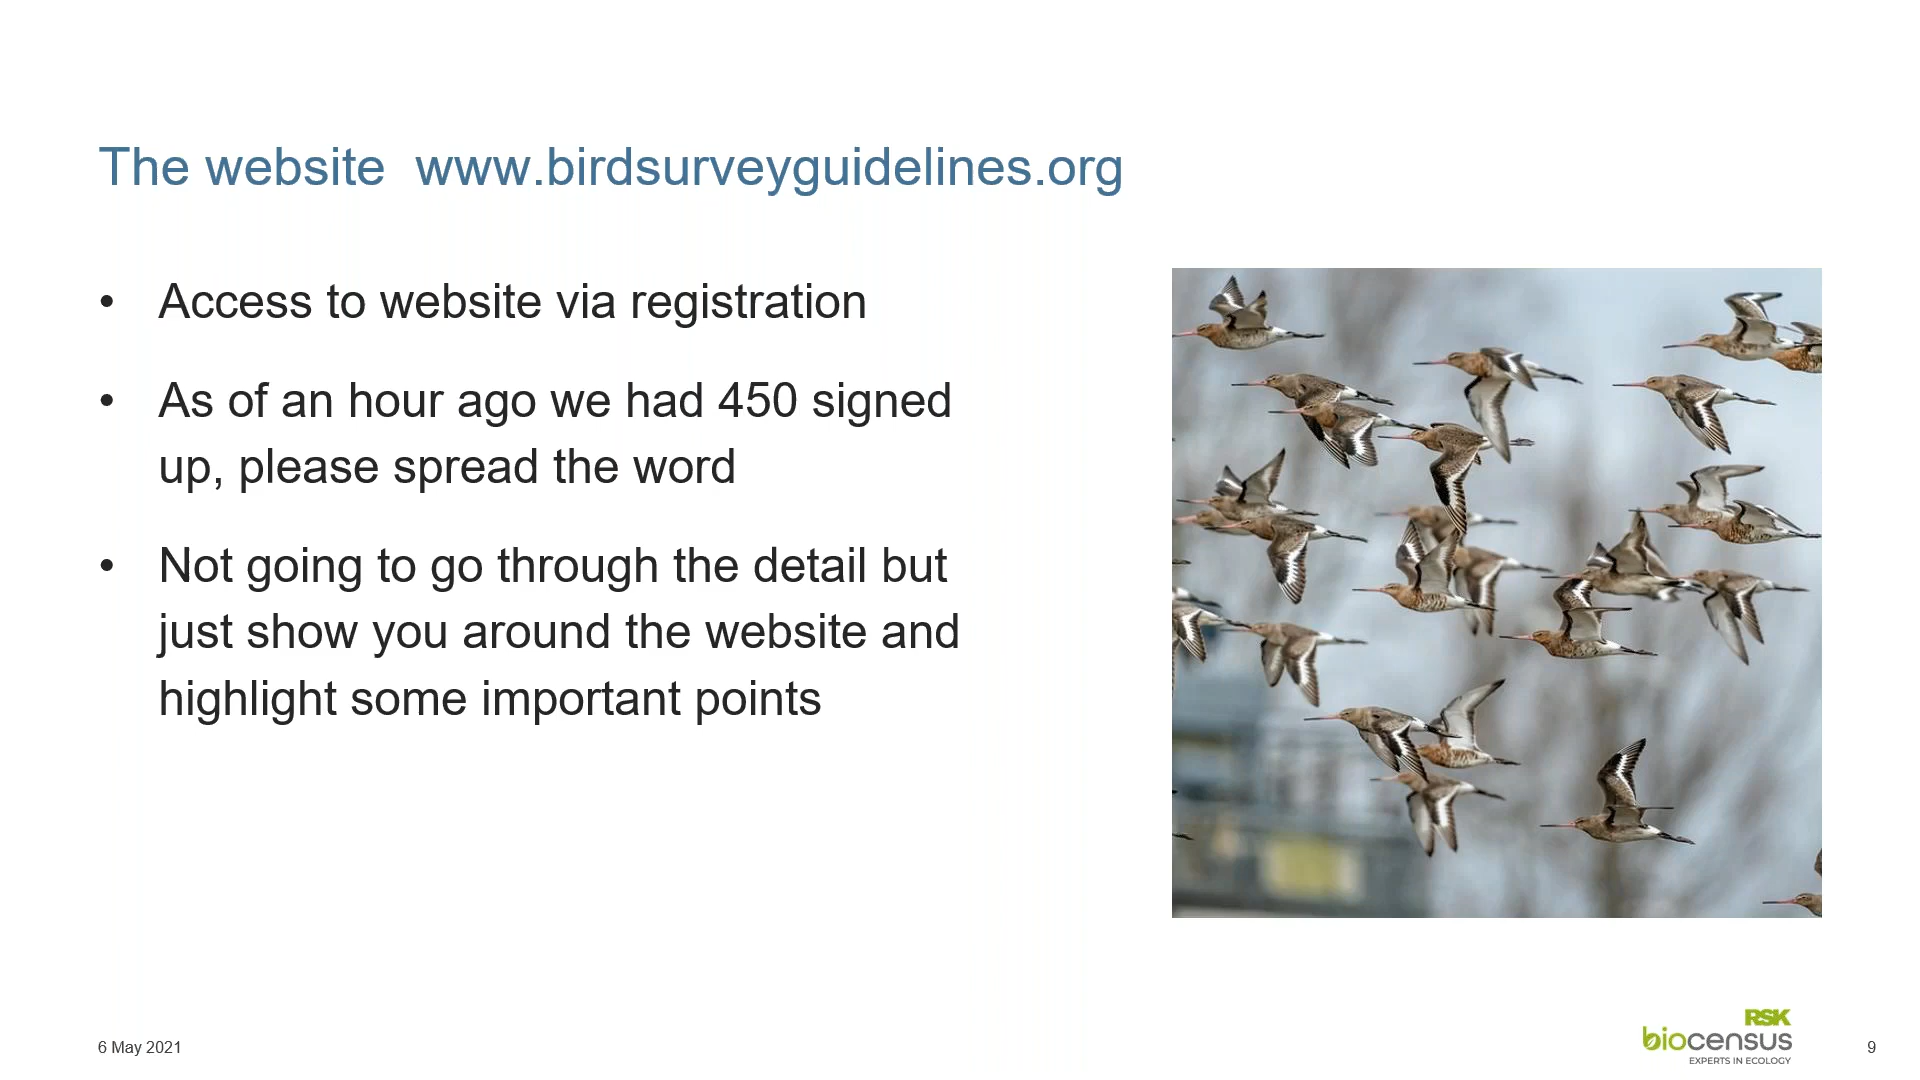 The website  www.birdsurveyguidelines.org
• Access to website via registration
• As of an hour ago we had 450 signed
up, please spread the word
• Not going to go through the detail but
just show you around the website and
highlight some important points
6 May 2021
RSK
biocensus
EXPERTS IN ECOLOGY
9